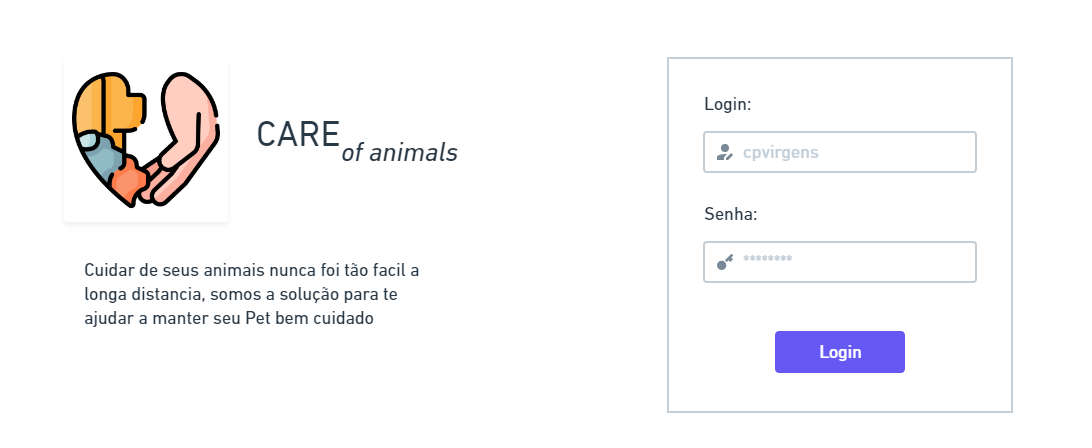 CARE
of animals
Cuidar de seus animais nunca foi tão facil a
longa distancia, somos a solução para te
ajudar a manter seu Pet bem cuidado
Login:
cpvirgens
Senha:
********
Login